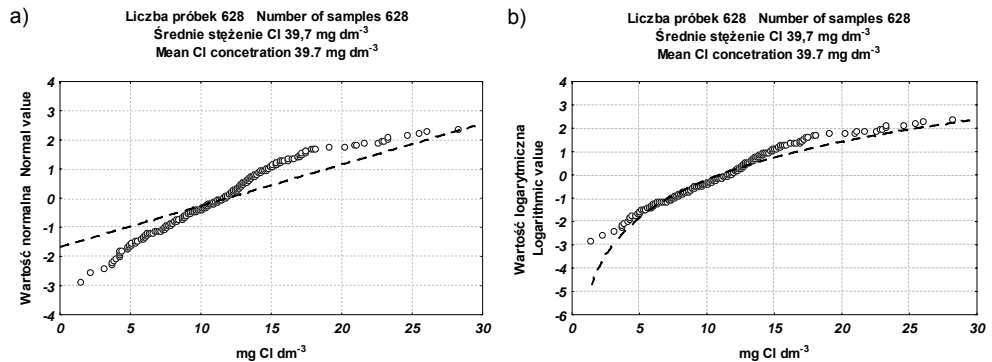 a)
Liczba próbek 628 Number of samples 628
Średnie stężenie Cl 39,7 mg dm-3
Mean Cl concetration 39.7 mg dm-3
Wartość normalna Normal value
4
3
2
1
0
-1
-2
-3
-4
0 5 10 15 20 25 30
mg Cl dm-3
b)
Liczba próbek 628 Number of samples 628
Średnie stężenie Cl 39,7 mg dm-3
Mean Cl concetration 39.7 mg dm-3
Wartość logarytmiczna
Logarithmic value
4
3
2
1
0
-1
-2
-3
-4
-5
-6
0 5 10 15 20 25 30
mg Cl dm-3